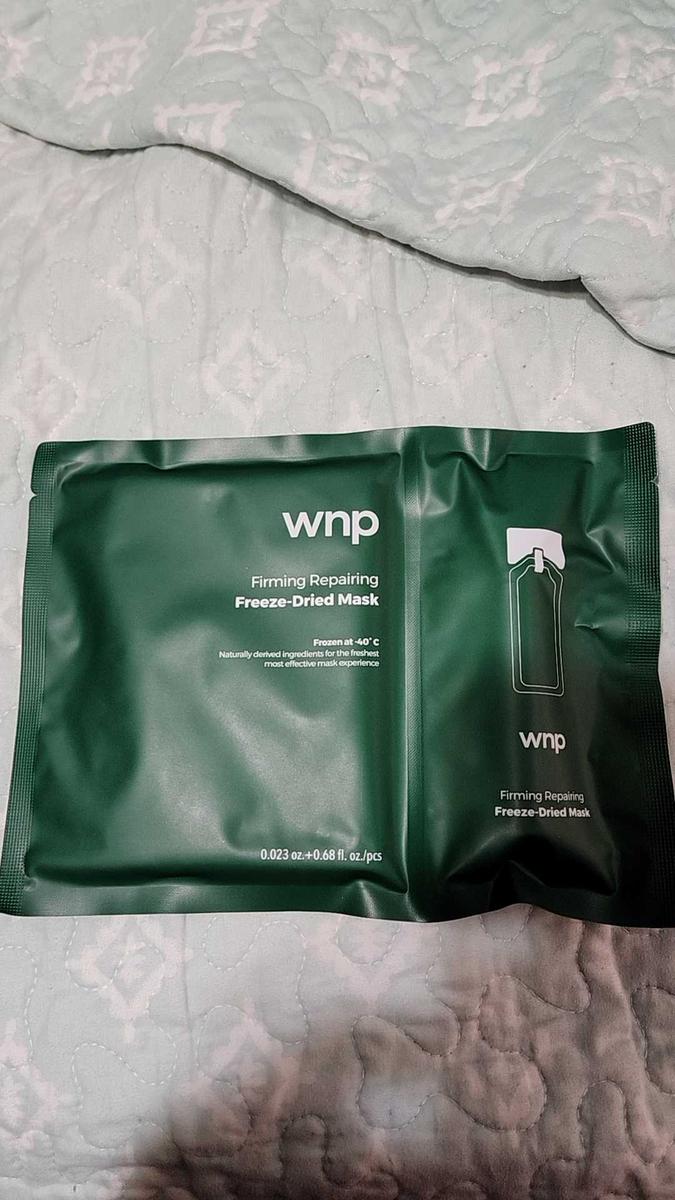 wnp
Firming Repairing
Freeze-Dried Mask
Frozen at -40°C
Naturally derived ingredients for the freshest
most effective mask experience
0.023 oz.+0.68 fl. oz./pcs
wnp
Firming Repairing
Freeze-Dried Mask